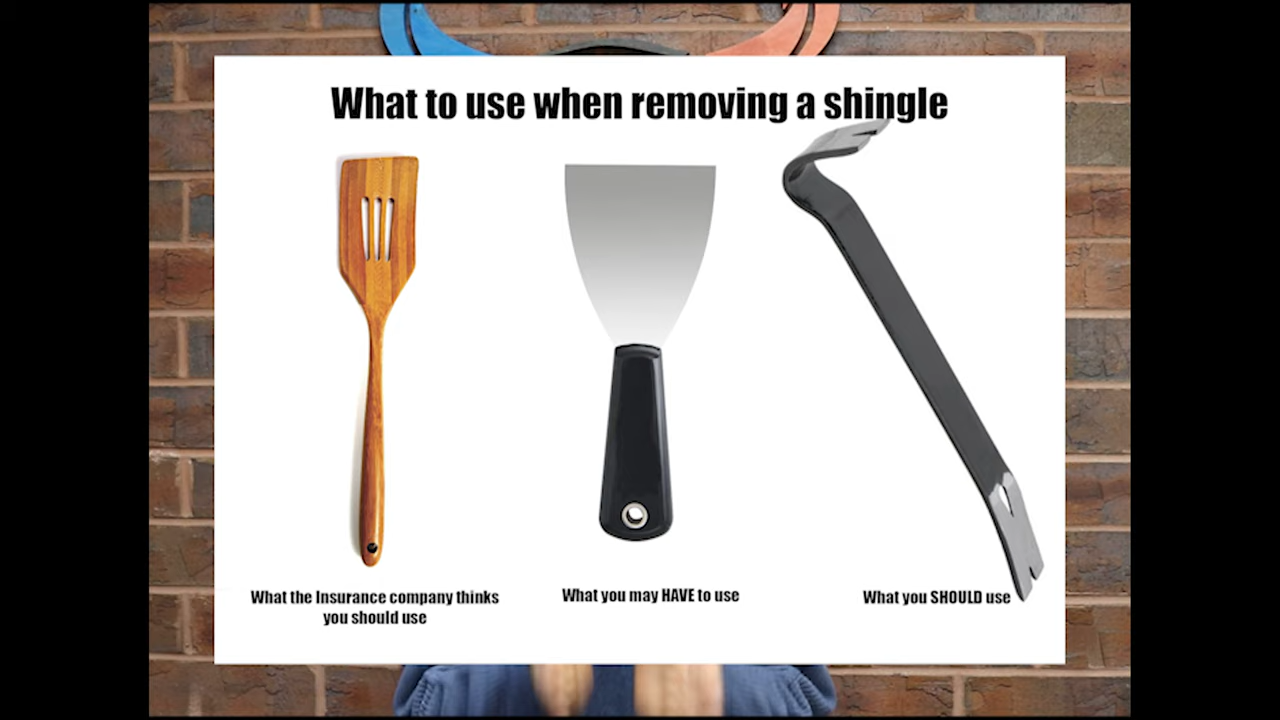 What to use when removing a shingle
What the Insurance company thinks
you should use
What you may HAVE to use
What you SHOULD use